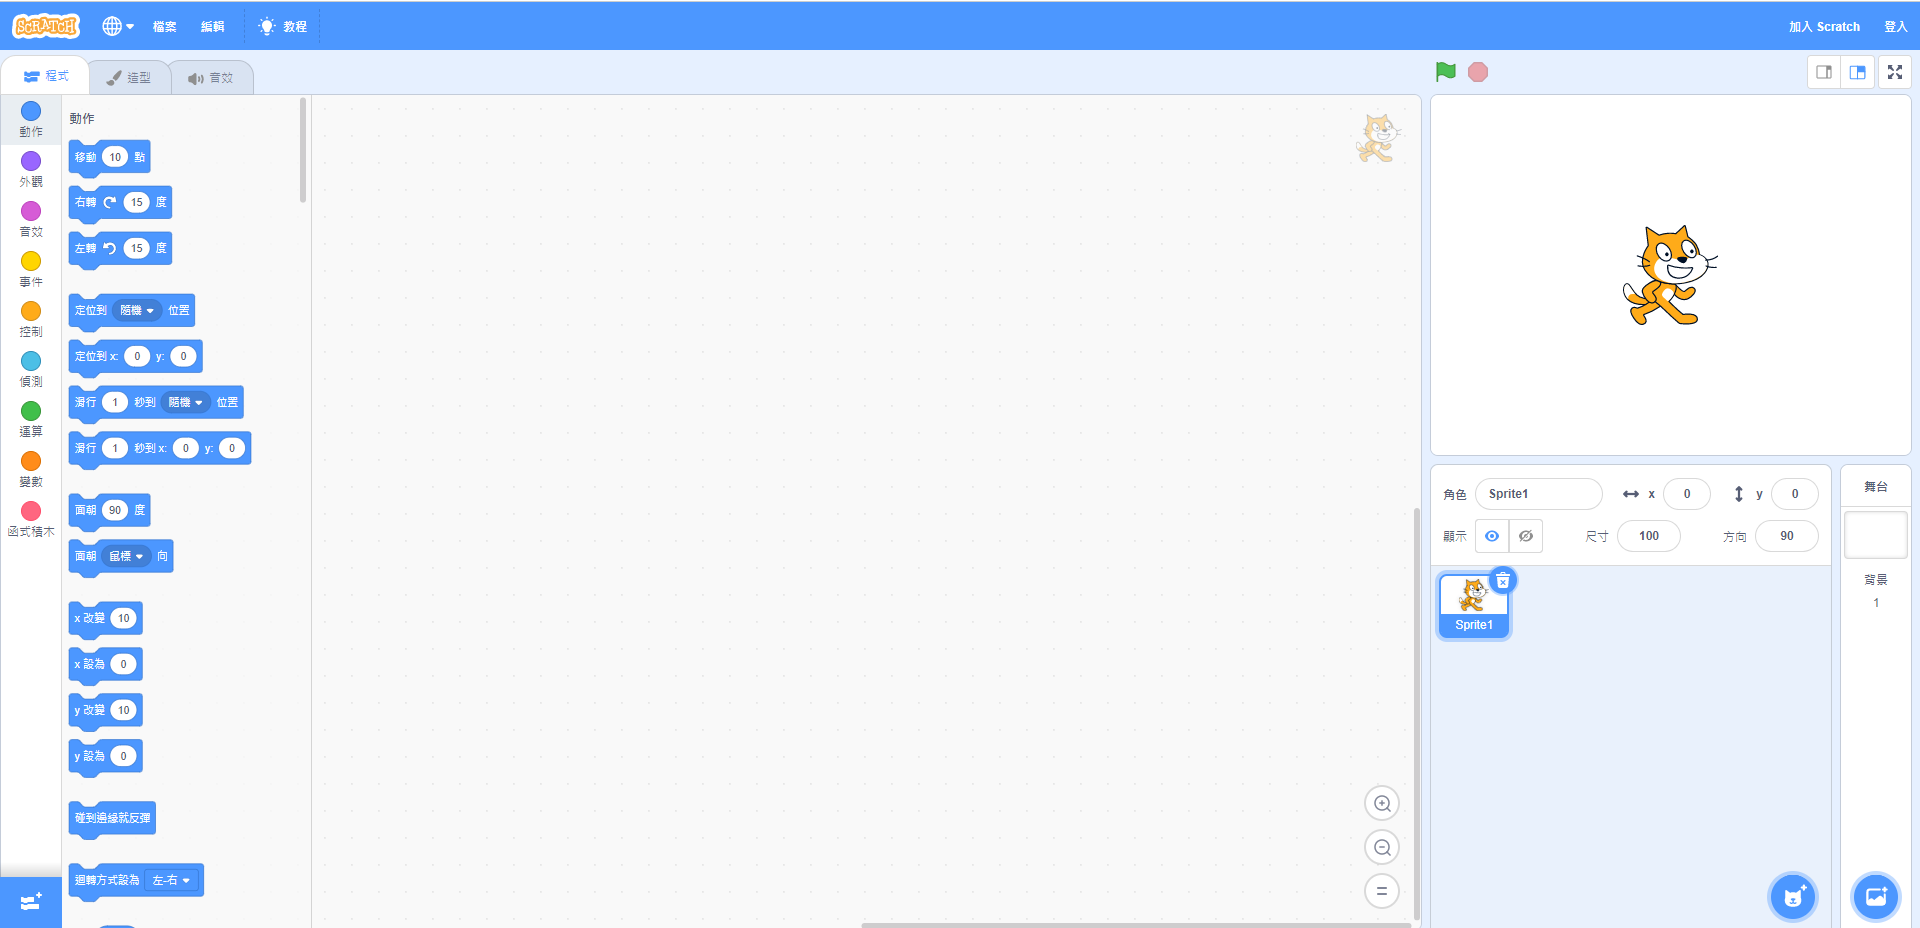 SCRATCH 檔案 編輯 教程 加入 Scratch 登入
程式 造型 音效
動作
外觀
音效
事件
控制
偵測
運算
變數
函式積木
動作
移動 10 點
右轉 15 度
左轉 15 度
定位到 隨機 位置
定位到 x: 0 y: 0
滑行 1 秒到 隨機 位置
滑行 1 秒到 x: 0 y: 0
面朝 90 度
面朝 鼠標 向
x 改變 10
x 設為 0
y 改變 10
y 設為 0
碰到邊緣就反彈
迴轉方式設為 左-右
角色 Sprite1 x 0 y 0
顯示 尺寸 100 方向 90
Sprite1
舞台
背景
1